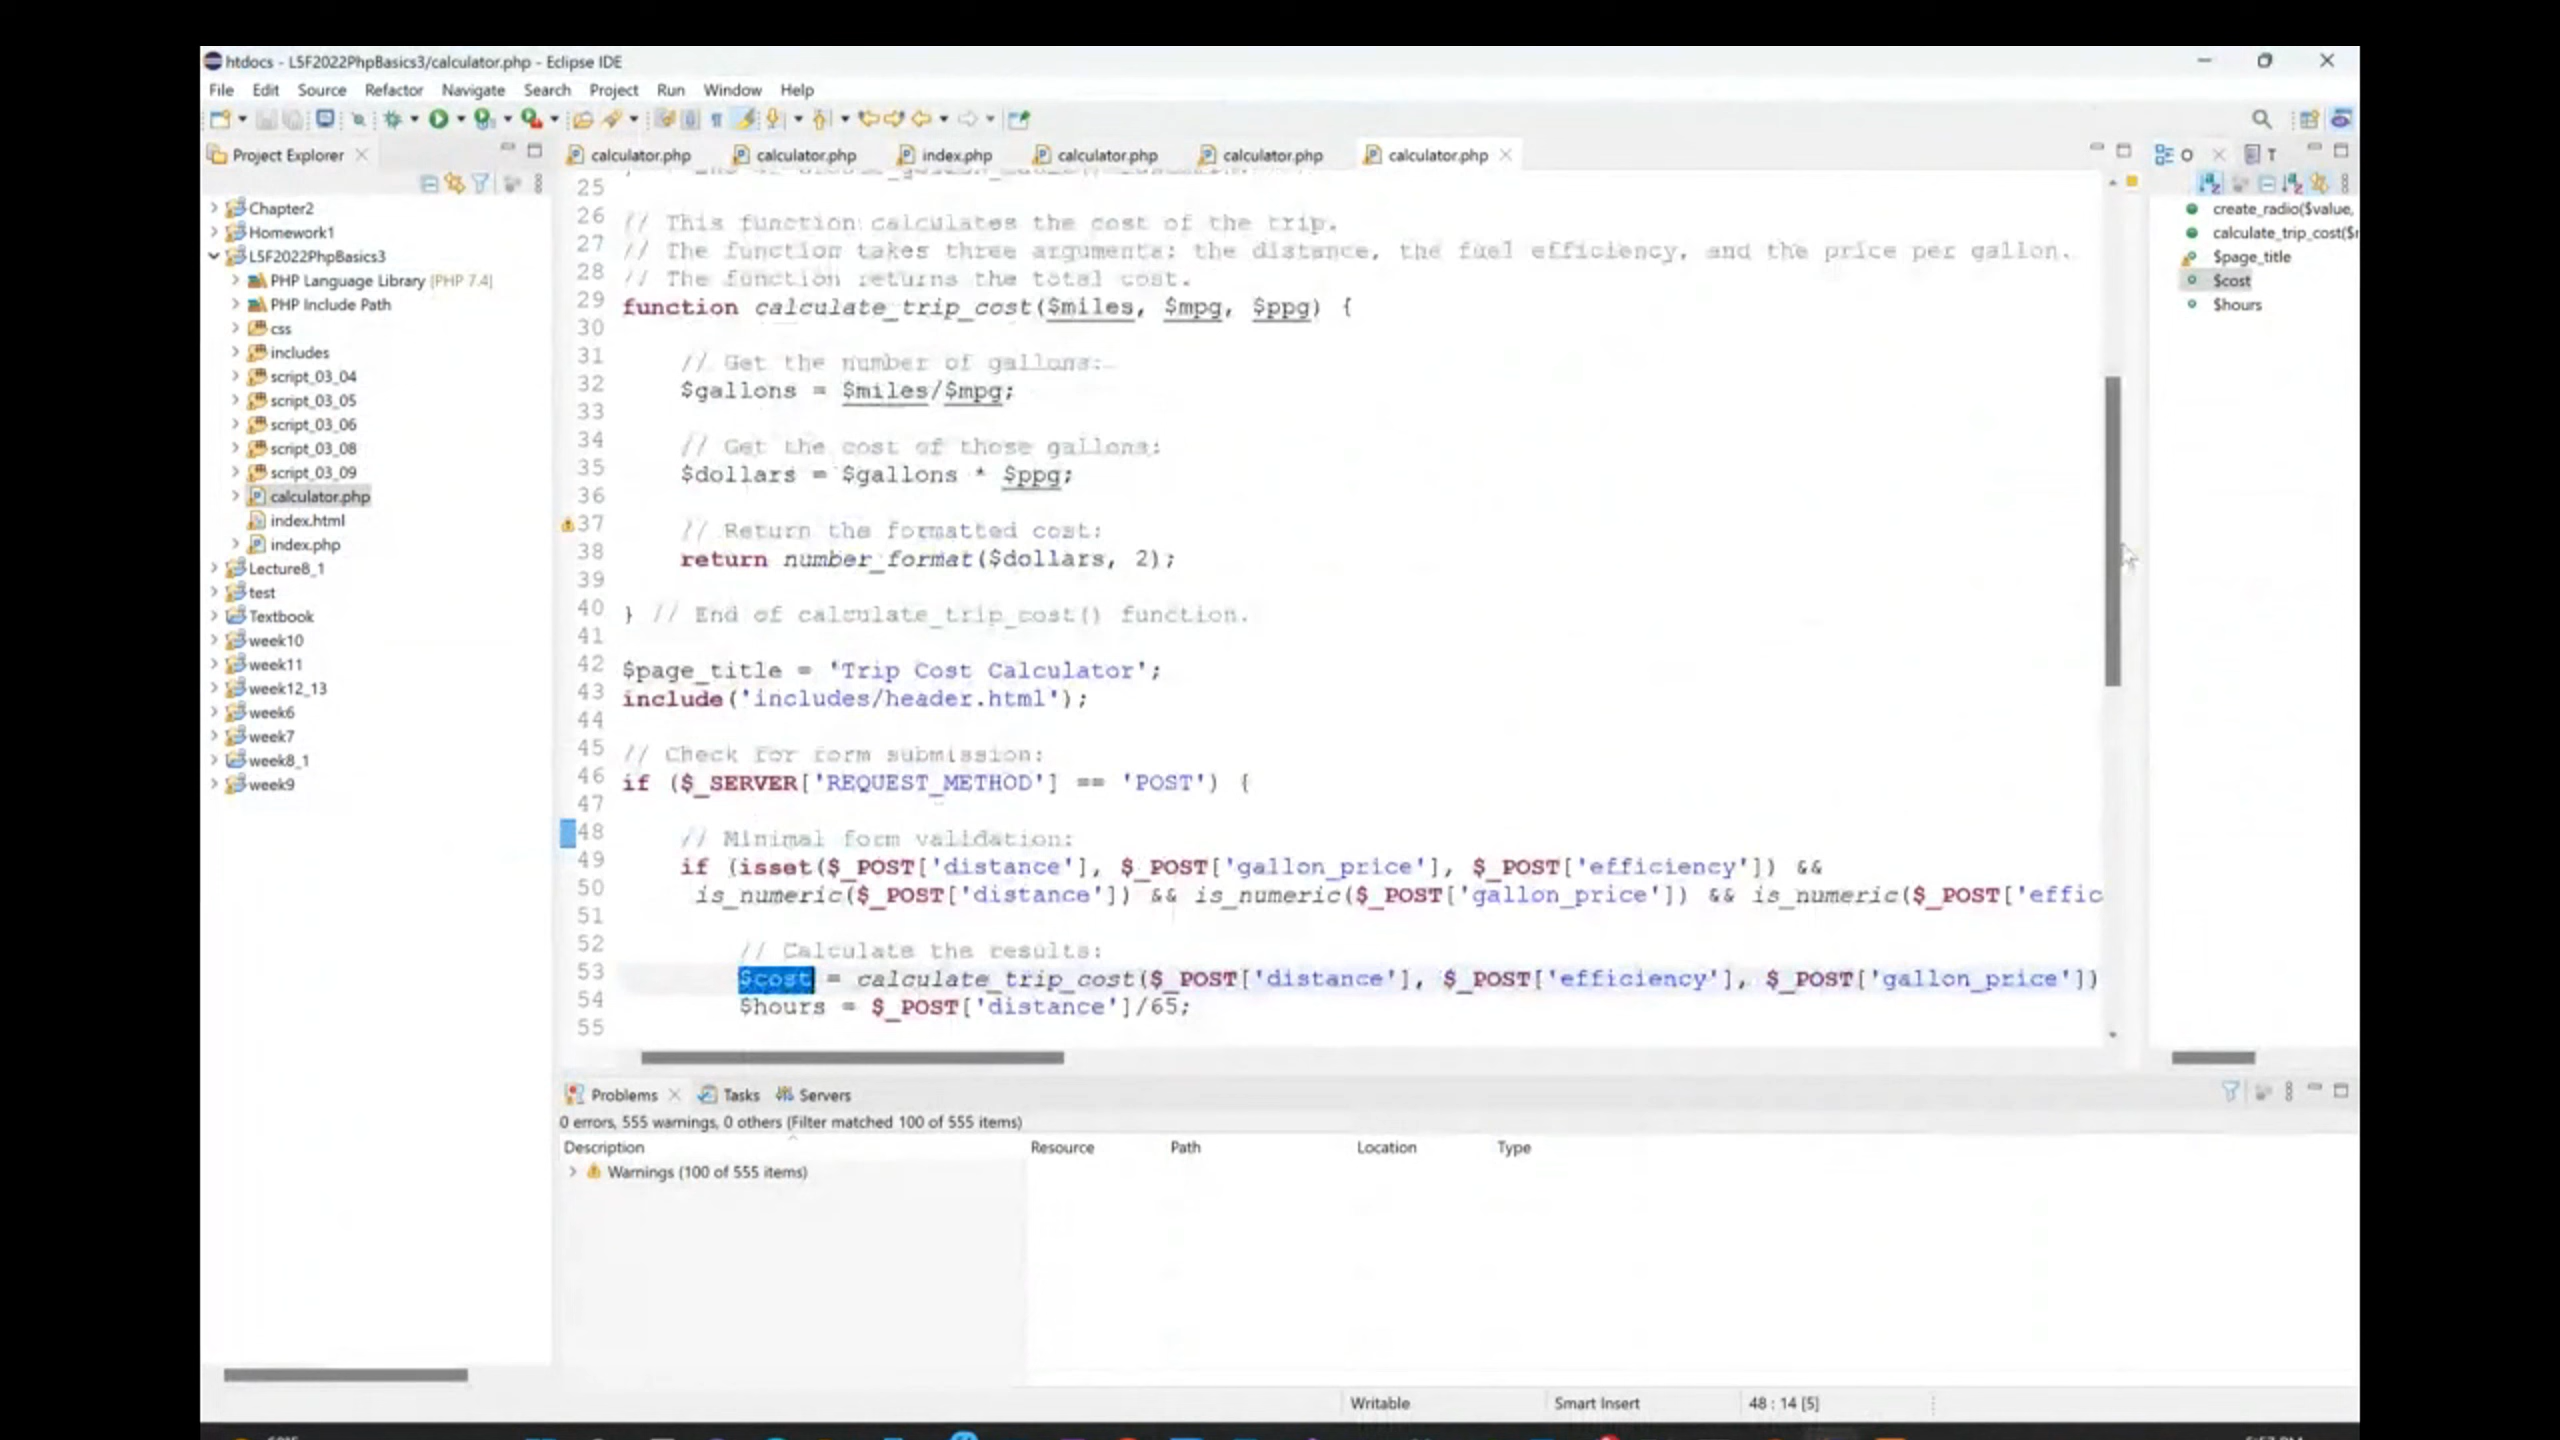 htdocs - L5F2022PhpBasics3/calculator.php - Eclipse IDE
File Edit Source Refactor Navigate Search Project Run Window Help
Project Explorer
calculator.php calculator.php index.php calculator.php calculator.php calculator.php
O T
Chapter2
Homework1
L5F2022PhpBasics3
PHP Language Library [PHP 7.4]
PHP Include Path
css
includes
script_03_04
script_03_05
script_03_06
script_03_08
script_03_09
calculator.php
index.html
index.php
Lecture8_1
test
Textbook
week10
week11
week12_13
week6
week7
week8_1
week9
25
26 // This function calculates the cost of the trip.
27 // The function takes three arguments: the distance, the fuel efficiency, and the price per gallon.
28 // The function returns the total cost.
29 function calculate_trip_cost($miles, $mpg, $ppg) {
30
31 // Get the number of gallons:
32 $gallons = $miles/$mpg;
33
34 // Get the cost of those gallons:
35 $dollars = $gallons * $ppg;
36
37 // Return the formatted cost:
38 return number_format($dollars, 2);
39
40 } // End of calculate_trip_cost() function.
41
42 $page_title = 'Trip Cost Calculator';
43 include('includes/header.html');
44
45 // Check for form submission:
46 if ($_SERVER['REQUEST_METHOD'] == 'POST') {
47
48 // Minimal form validation:
49 if (isset($_POST['distance'], $_POST['gallon_price'], $_POST['efficiency']) &&
50 is_numeric($_POST['distance']) && is_numeric($_POST['gallon_price']) && is_numeric($_POST['effic
51
52 // Calculate the results:
53 $cost = calculate_trip_cost($_POST['distance'], $_POST['efficiency'], $_POST['gallon_price'])
54 $hours = $_POST['distance']/65;
55
create_radio($value,
calculate_trip_cost($
$page_title
$cost
$hours
Problems Tasks Servers
0 errors, 555 warnings, 0 others (Filter matched 100 of 555 items)
Description Resource Path Location Type
Warnings (100 of 555 items)
Writable Smart Insert 48 : 14 [5]